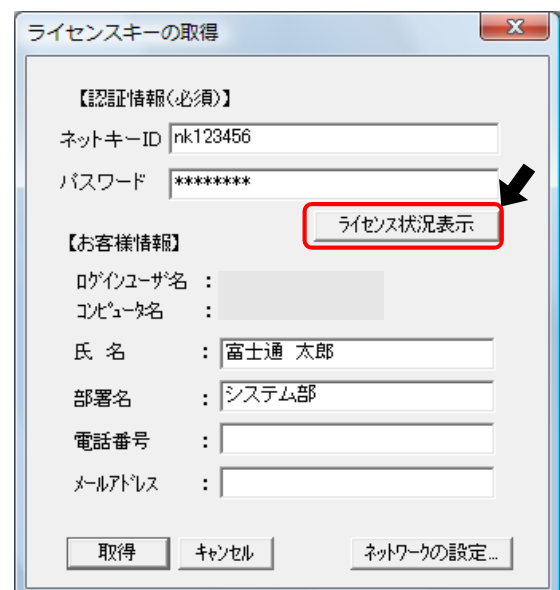 ライセンスキーの取得
【認証情報(必須)】
ネットキーID nk123456
パスワード ********
ライセンス状況表示
【お客様情報】
ログインユーザ名 :
コンピュータ名 :
氏 名 : 富士通 太郎
部署名 : システム部
電話番号 :
メールアドレス :
取得 キャンセル ネットワークの設定...